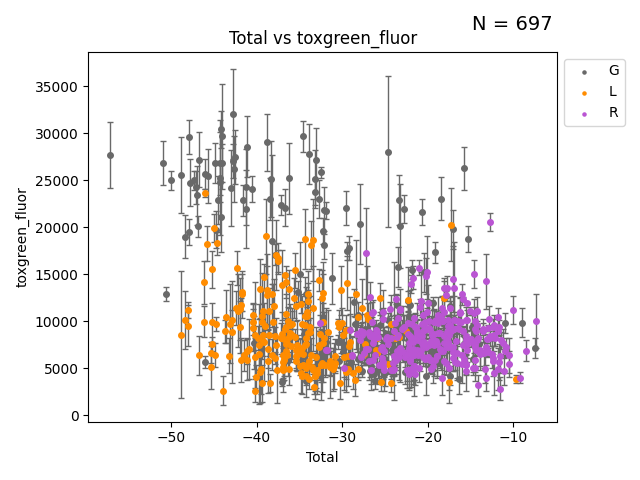 N = 697
Total vs toxgreen_fluor
35000
30000
25000
20000
15000
10000
5000
0
toxgreen_fluor
−50
−40
−30
−20
−10
Total
G
L
R